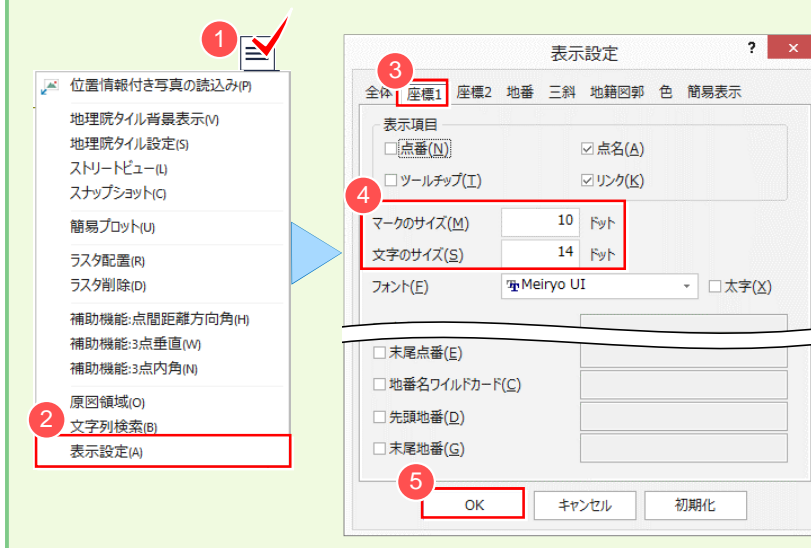 1
位置情報付き写真の読込み(P)
地理院タイル背景表示(V)
地理院タイル設定(S)
ストリートビュー(L)
スナップショット(C)
簡易プロット(U)
ラスタ配置(R)
ラスタ削除(D)
補助機能:点間距離方向角(H)
補助機能:3点垂直(W)
補助機能:3点内角(N)
原図領域(O)
2
文字列検索(B)
表示設定(A)
表示設定 ? ×
3
全体 座標1 座標2 地番 三斜 地籍図郭 色 簡易表示
表示項目
点番(N) 点名(A)
ツールチップ(T) リンク(K)
4
マークのサイズ(M) 10 ドット
文字のサイズ(S) 14 ドット
フォント(F) Meiryo UI 太字(X)
末尾点番(E)
地番名ワイルドカード(C)
先頭地番(D)
末尾地番(G)
5
OK キャンセル 初期化